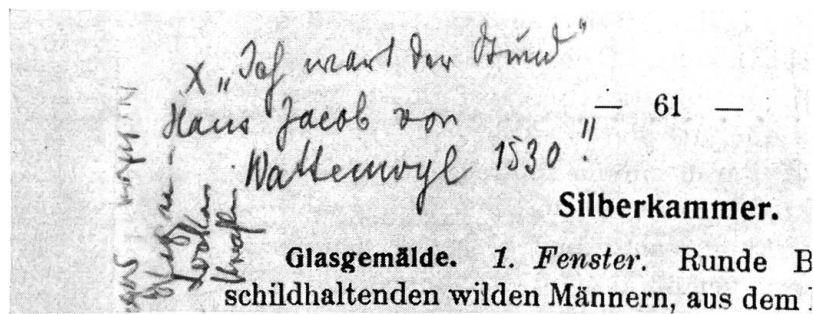 x „Ich wart der Stund“
Hans Jacob von
Wattenwyl 1530!!
— 61 —
Silberkammer.
Glasgemälde. 1. Fenster. Runde B
schildhaltenden wilden Männern, aus dem